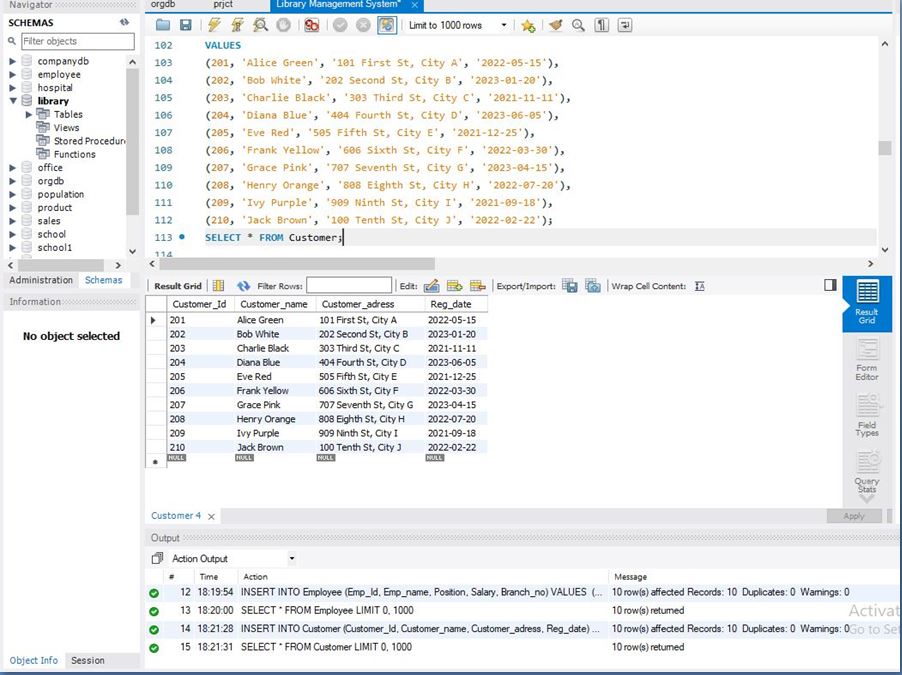 Navigator
orgdb prjct Library Management System* ×
SCHEMAS
Limit to 1000 rows
Filter objects
companydb
employee
hospital
library
Tables
Views
Stored Procedure
Functions
office
orgdb
population
product
sales
school
school1
Administration Schemas
Information
No object selected
Object Info Session
102 VALUES
103 (201, 'Alice Green', '101 First St, City A', '2022-05-15'),
104 (202, 'Bob White', '202 Second St, City B', '2023-01-20'),
105 (203, 'Charlie Black', '303 Third St, City C', '2021-11-11'),
106 (204, 'Diana Blue', '404 Fourth St, City D', '2023-06-05'),
107 (205, 'Eve Red', '505 Fifth St, City E', '2021-12-25'),
108 (206, 'Frank Yellow', '606 Sixth St, City F', '2022-03-30'),
109 (207, 'Grace Pink', '707 Seventh St, City G', '2023-04-15'),
110 (208, 'Henry Orange', '808 Eighth St, City H', '2022-07-20'),
111 (209, 'Ivy Purple', '909 Ninth St, City I', '2021-09-18'),
112 (210, 'Jack Brown', '100 Tenth St, City J', '2022-02-22');
113 SELECT * FROM Customer;
114
Result Grid Filter Rows: Edit: Export/Import: Wrap Cell Content:
Customer_Id Customer_name Customer_adress Reg_date
201 Alice Green 101 First St, City A 2022-05-15
202 Bob White 202 Second St, City B 2023-01-20
203 Charlie Black 303 Third St, City C 2021-11-11
204 Diana Blue 404 Fourth St, City D 2023-06-05
205 Eve Red 505 Fifth St, City E 2021-12-25
206 Frank Yellow 606 Sixth St, City F 2022-03-30
207 Grace Pink 707 Seventh St, City G 2023-04-15
208 Henry Orange 808 Eighth St, City H 2022-07-20
209 Ivy Purple 909 Ninth St, City I 2021-09-18
210 Jack Brown 100 Tenth St, City J 2022-02-22
NULL NULL NULL NULL
Result
Grid
Form
Editor
Field
Types
Query
Stats
Customer 4 ×
Apply
Output
Action Output
# Time Action Message
12 18:19:54 INSERT INTO Employee (Emp_Id, Emp_name, Position, Salary, Branch_no) VALUES (... 10 row(s) affected Records: 10 Duplicates: 0 Warnings: 0
13 18:20:00 SELECT * FROM Employee LIMIT 0, 1000 10 row(s) returned
14 18:21:28 INSERT INTO Customer (Customer_Id, Customer_name, Customer_adress, Reg_date) ... 10 row(s) affected Records: 10 Duplicates: 0 Warnings: 0
15 18:21:31 SELECT * FROM Customer LIMIT 0, 1000 10 row(s) returned
Activat
Go to Set